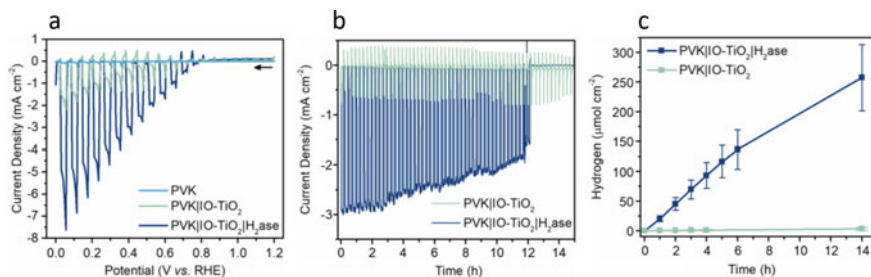 a
1
0
-1
-2
-3
-4
-5
-6
-7
-8
Current Density (mA cm⁻²)
PVK
PVK|IO-TiO₂
PVK|IO-TiO₂|H₂ase
0.0 0.2 0.4 0.6 0.8 1.0 1.2
Potential (V vs. RHE)
b
0
-1
-2
-3
Current Density (mA cm⁻²)
PVK|IO-TiO₂
PVK|IO-TiO₂|H₂ase
0 2 4 6 8 10 12 14
Time (h)
c
300
250
200
150
100
50
0
Hydrogen (μmol cm⁻²)
PVK|IO-TiO₂|H₂ase
PVK|IO-TiO₂
0 2 4 6 8 10 12 14
Time (h)